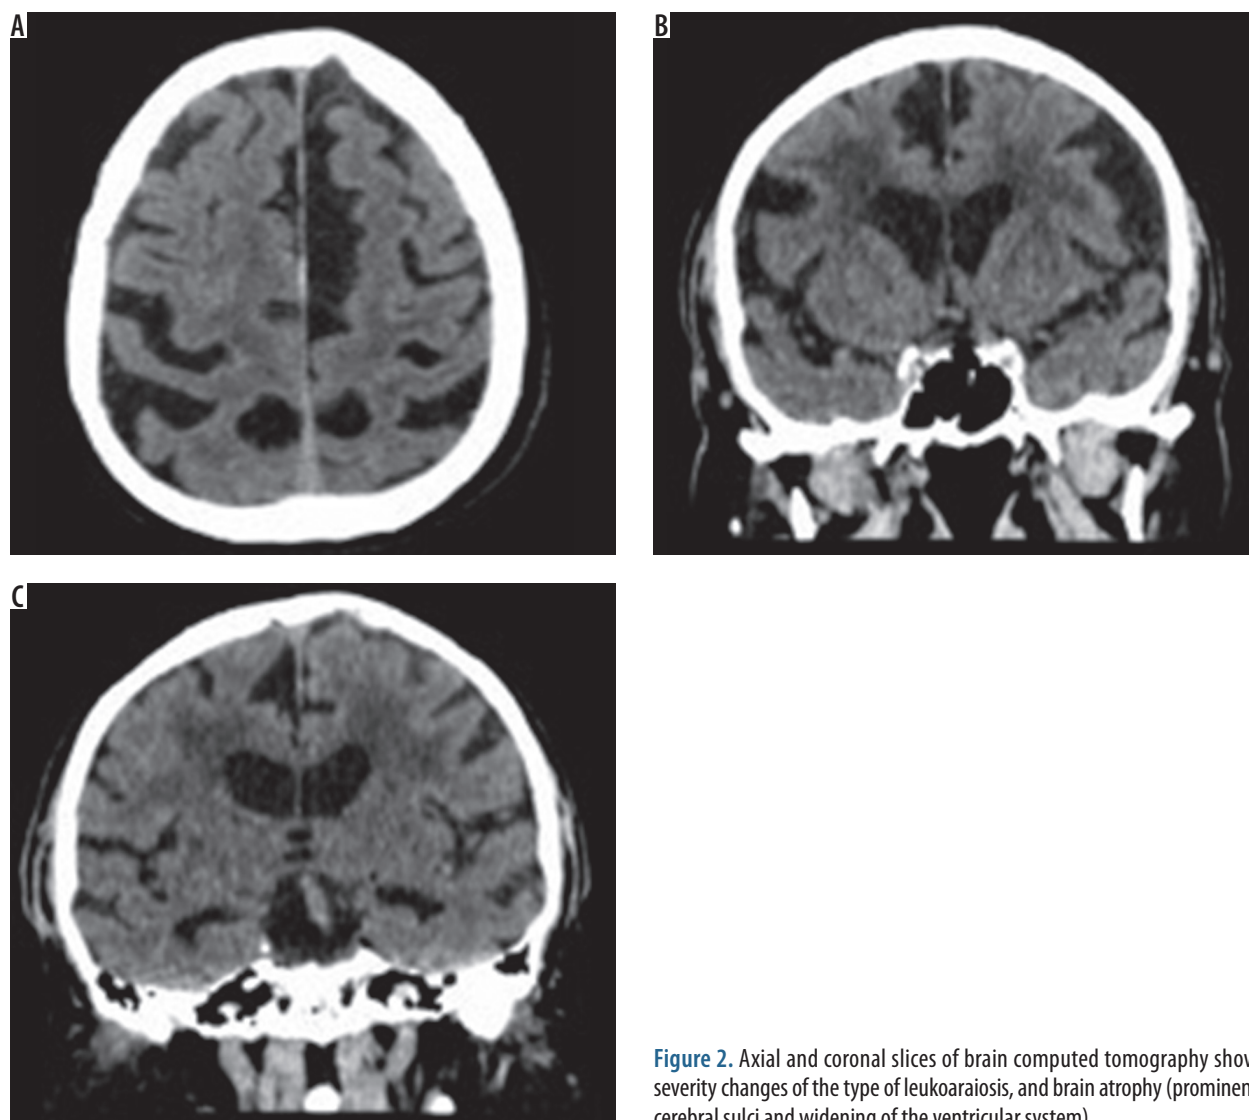 A
B
C
Figure 2. Axial and coronal slices of brain computed tomography show
severity changes of the type of leukoaraiosis, and brain atrophy (prominen
cerebral sulci and widening of the ventricular system)